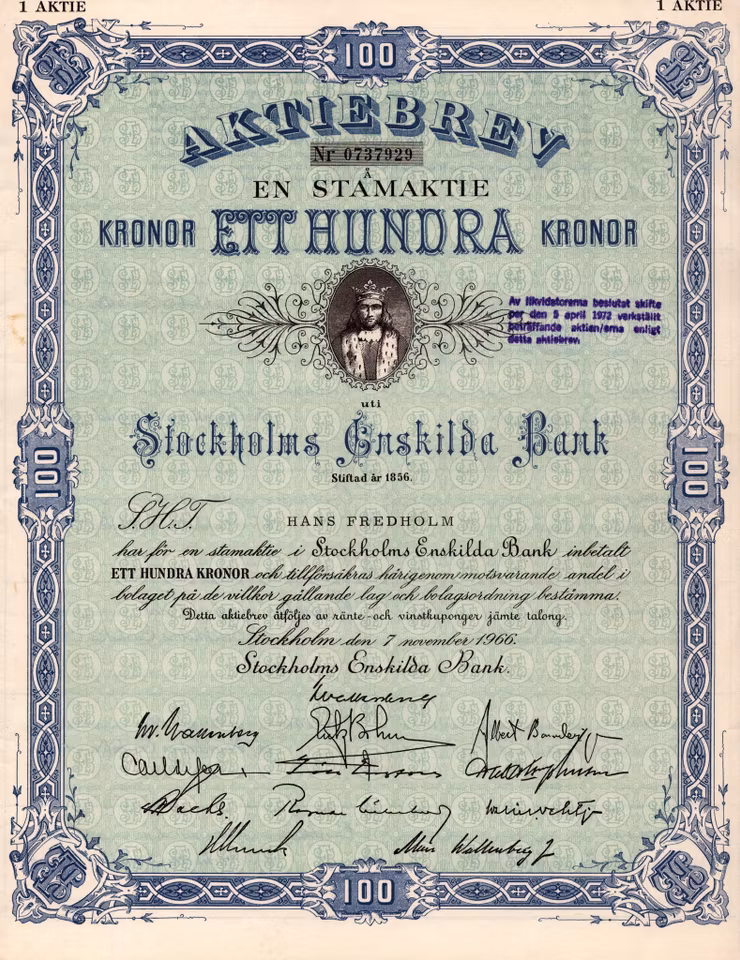 1 AKTIE
1 AKTIE
100
AKTIEBREV
Nr 0737929
Å
EN STAMAKTIE
KRONOR ETT HUNDRA KRONOR
Av likvidatorerna beslutat skifte
per den 5 april 1972 verkställt
beträffande aktien/erna enligt
detta aktiebrev.
uti
Stockholms Enskilda Bank
Stiftad år 1856.
100
100
S.H.T.
HANS FREDHOLM
har för en stamaktie i Stockholms Enskilda Bank inbetalt
ETT HUNDRA KRONOR och tillförsäkras härigenom motsvarande andel i
bolaget på de villkor gällande lag och bolagsordning bestämma.
Detta aktiebrev åtföljes av ränte- och vinstkuponger jämte talong.
Stockholm den 7 november 1966.
Stockholms Enskilda Bank.
M. Wallenberg
Marc Wallenberg J
100